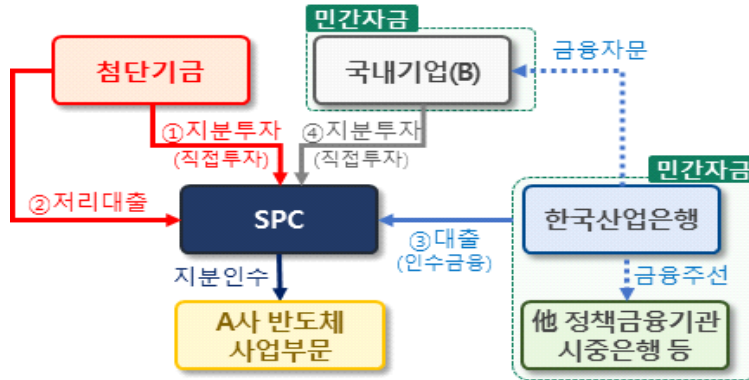 민간자금
첨단기금
국내기업(B)
금융자문
①지분투자
(직접투자)
④지분투자
(직접투자)
민간자금
②저리대출
SPC
③대출
(인수금융)
한국산업은행
지분인수
금융주선
A사 반도체
사업부문
他 정책금융기관
시중은행 등